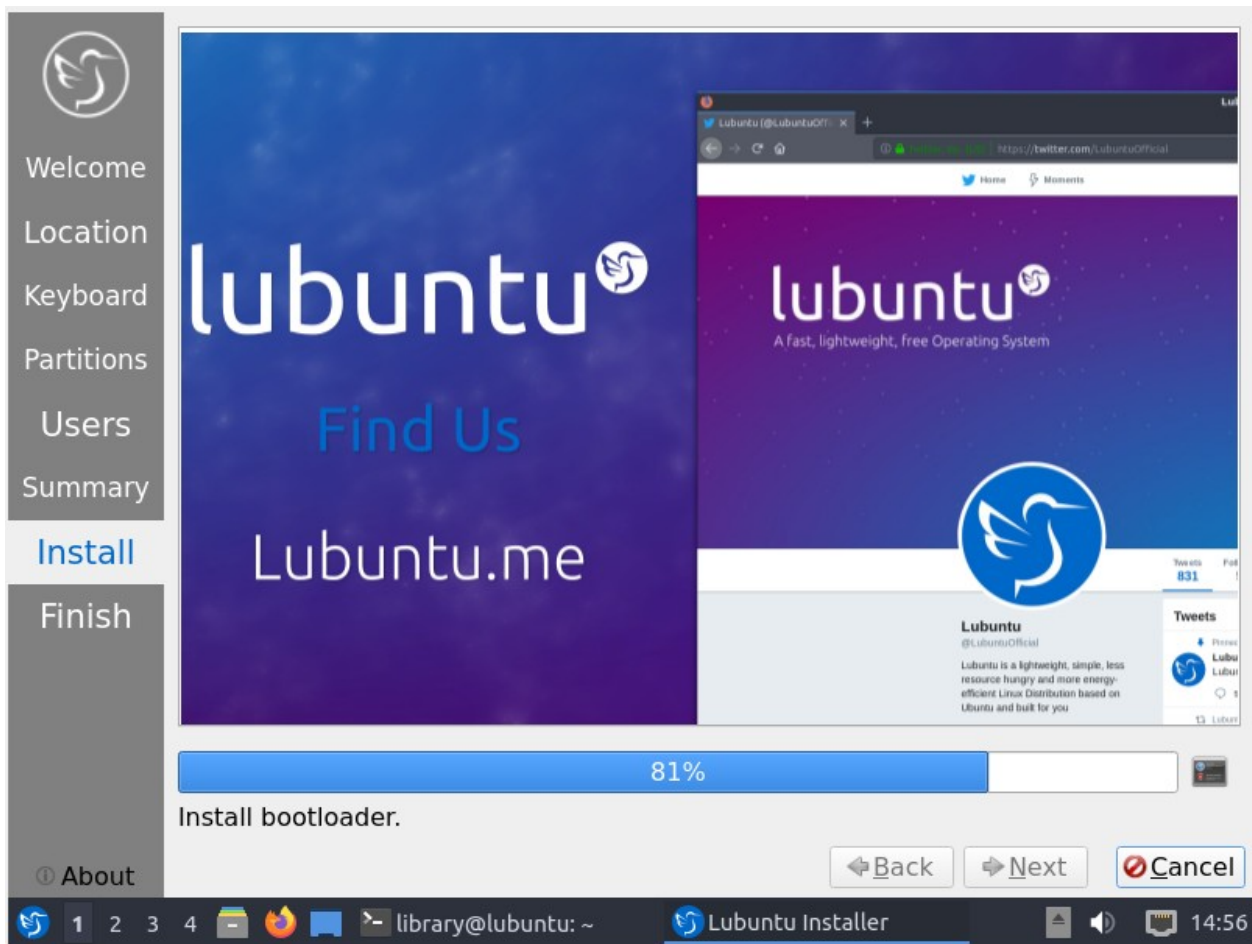 Welcome
Location
Keyboard
Partitions
Users
Summary
Install
Finish
About
lubuntu
Find Us
Lubuntu.me
Lubuntu (@LubuntuOffi
https://twitter.com/LubuntuOfficial
Home
Moments
lubuntu
A fast, lightweight, free Operating System
Tweets
831
Lubuntu
@LubuntuOfficial
Lubuntu is a lightweight, simple, less
resource hungry and more energy-
efficient Linux Distribution based on
Ubuntu and built for you
Tweets
81%
Install bootloader.
Back
Next
Cancel
1 2 3 4
library@lubuntu: ~
Lubuntu Installer
14:56